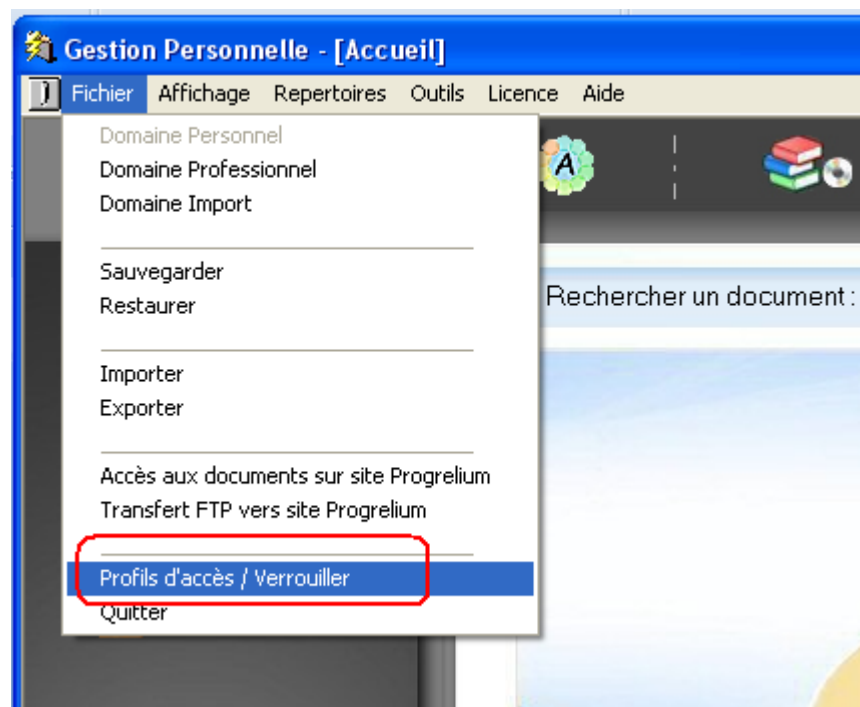 Gestion Personnelle - [Accueil]
Fichier Affichage Repertoires Outils Licence Aide
Domaine Personnel
Domaine Professionnel
A
Domaine Import
Sauvegarder
Rechercher un document :
Restaurer
Importer
Exporter
Accès aux documents sur site Progrelium
Transfert FTP vers site Progrelium
Profils d'accès / Verrouiller
Quitter